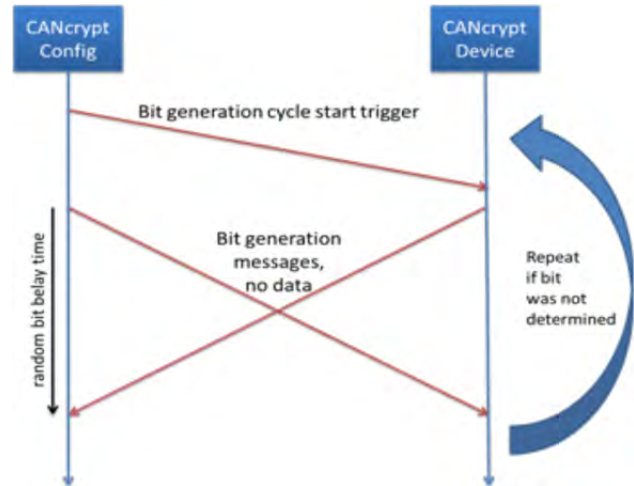 CANcrypt
Config
CANcrypt
Device
Bit generation cycle start trigger
Bit generation
messages,
no data
random bit belay time
Repeat
if bit
was not
determined